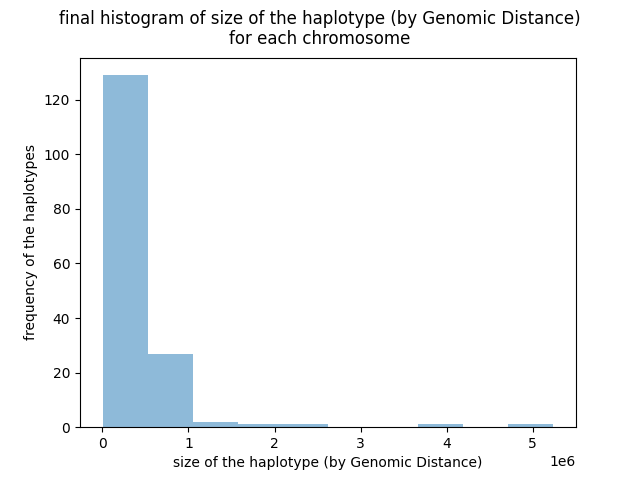 final histogram of size of the haplotype (by Genomic Distance)
for each chromosome
120
100
80
60
40
20
0
frequency of the haplotypes
0 1 2 3 4 5
1e6
size of the haplotype (by Genomic Distance)